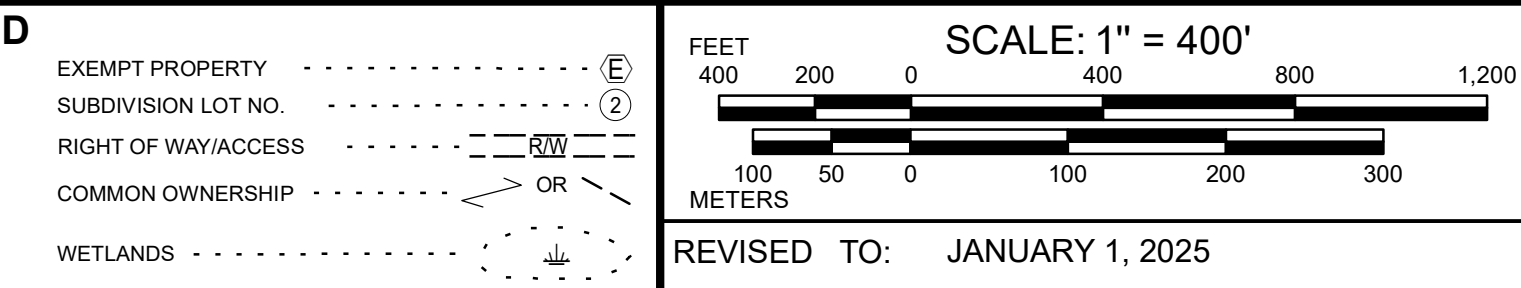 D
EXEMPT PROPERTY E
SUBDIVISION LOT NO. 2
RIGHT OF WAY/ACCESS R/W
COMMON OWNERSHIP OR
WETLANDS
SCALE: 1" = 400'
FEET
400 200 0 400 800 1,200
100 50 0 100 200 300
METERS
REVISED TO: JANUARY 1, 2025